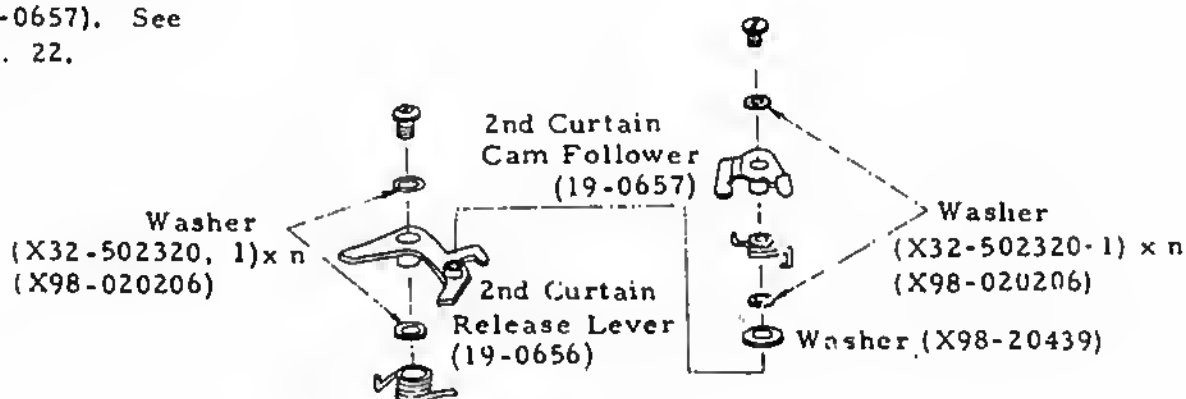 -0657). See
. 22.
2nd Curtain
Cam Follower
(19-0657)
Washer
(X32-502320, 1)x n
(X98-020206)
2nd Curtain
Release Lever
(19-0656)
Washer
(X32-502320-1) x n
(X98-020206)
Washer (X98-20439)